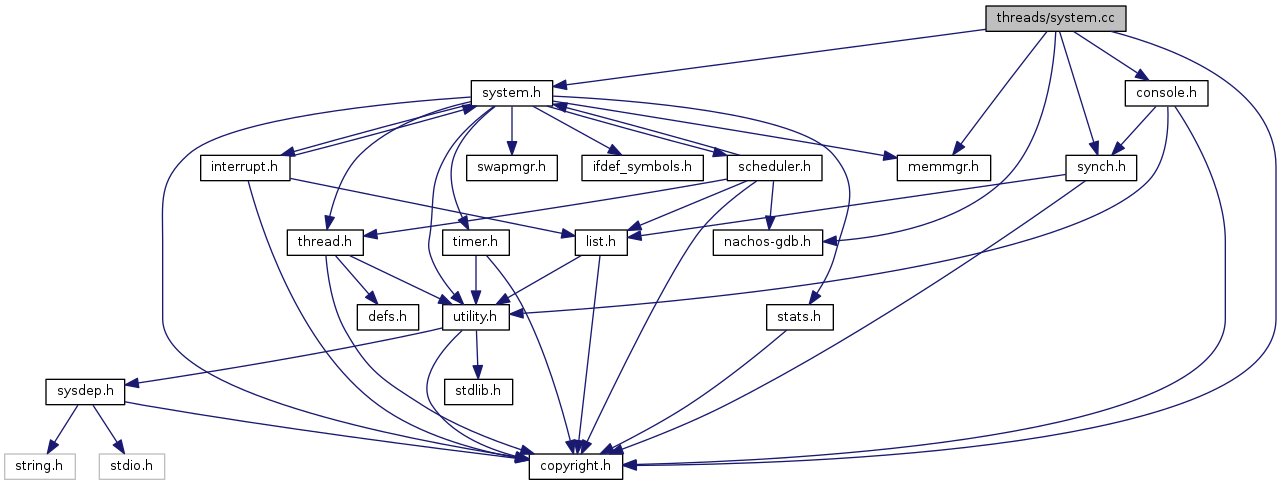 threads/system.cc
system.h
console.h
interrupt.h
swapmgr.h
ifdef_symbols.h
scheduler.h
memmgr.h
synch.h
thread.h
timer.h
list.h
nachos-gdb.h
defs.h
utility.h
stats.h
sysdep.h
stdlib.h
string.h
stdio.h
copyright.h